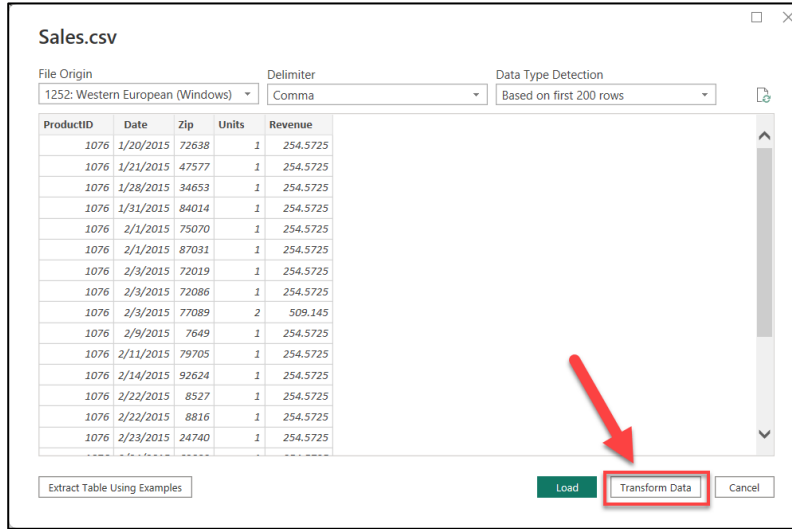 Sales.csv
File Origin Delimiter Data Type Detection
1252: Western European (Windows) Comma Based on first 200 rows
ProductID Date Zip Units Revenue
1076 1/20/2015 72638 1 254.5725
1076 1/21/2015 47577 1 254.5725
1076 1/28/2015 34653 1 254.5725
1076 1/31/2015 84014 1 254.5725
1076 2/1/2015 75070 1 254.5725
1076 2/1/2015 87031 1 254.5725
1076 2/3/2015 72019 1 254.5725
1076 2/3/2015 72086 1 254.5725
1076 2/3/2015 77089 2 509.145
1076 2/9/2015 7649 1 254.5725
1076 2/11/2015 79705 1 254.5725
1076 2/14/2015 92624 1 254.5725
1076 2/22/2015 8527 1 254.5725
1076 2/22/2015 8816 1 254.5725
1076 2/23/2015 24740 1 254.5725
Extract Table Using Examples Load Transform Data Cancel